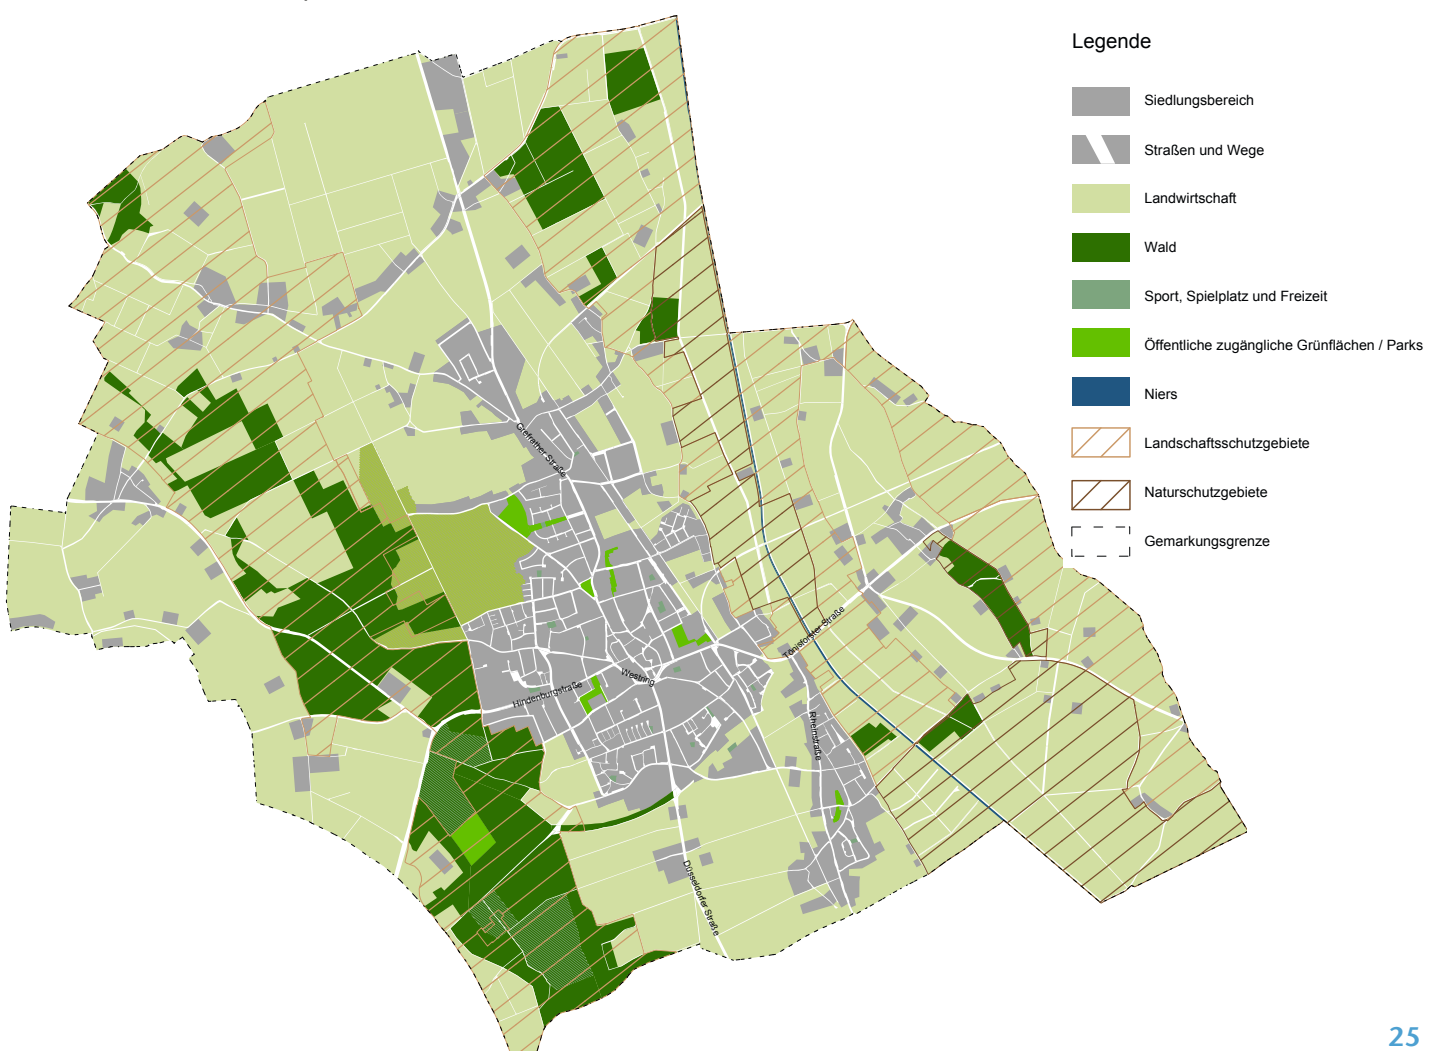 Legende
Siedlungsbereich
Straßen und Wege
Landwirtschaft
Wald
Sport, Spielplatz und Freizeit
Öffentliche zugängliche Grünflächen / Parks
Niers
Landschaftsschutzgebiete
Naturschutzgebiete
Gemarkungsgrenze
Grefrather Straße
Tönisforster Straße
Westring
Hindenburgstraße
Rheinstraße
Düsseldorfer Straße
25